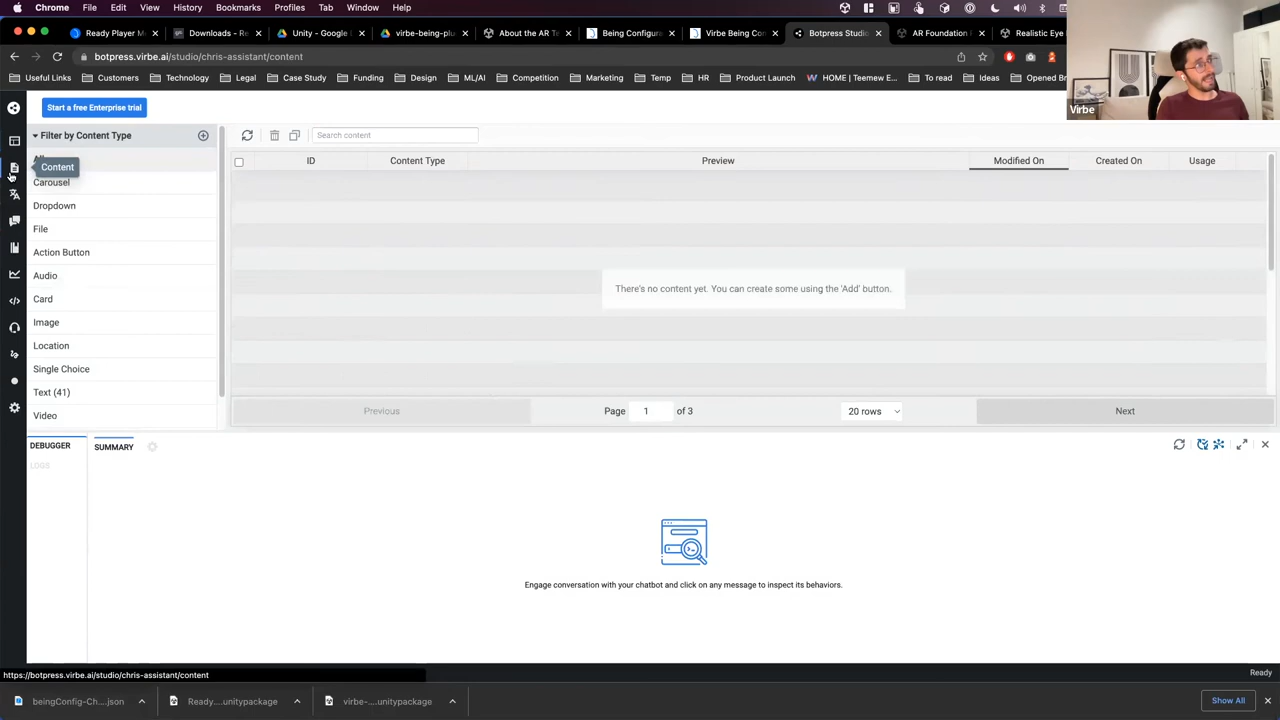 Chrome File Edit View History Bookmarks Profiles Tab Window Help
Ready Player M Downloads - R Unity - Google virbe-being-plu About the AR Te Being Configura Virbe Being Con Botpress Studio AR Foundation Realistic Eye
botpress.virbe.ai/studio/chris-assistant/content
Useful Links Customers Technology Legal Case Study Funding Design ML/AI Competition Marketing Temp HR Product Launch HOME | Teemew E... To read Ideas Opened Br
Virbe
Start a free Enterprise trial
Filter by Content Type
Search content
Content
Carousel
Dropdown
File
Action Button
Audio
Card
Image
Location
Single Choice
Text (41)
Video
ID Content Type Preview Modified On Created On Usage
There's no content yet. You can create some using the 'Add' button.
Previous Page 1 of 3 20 rows Next
DEBUGGER
LOGS
SUMMARY
Engage conversation with your chatbot and click on any message to inspect its behaviors.
https://botpress.virbe.ai/studio/chris-assistant/content
Ready
beingConfig-Ch....json Ready....unitypackage virbe-....unitypackage Show All